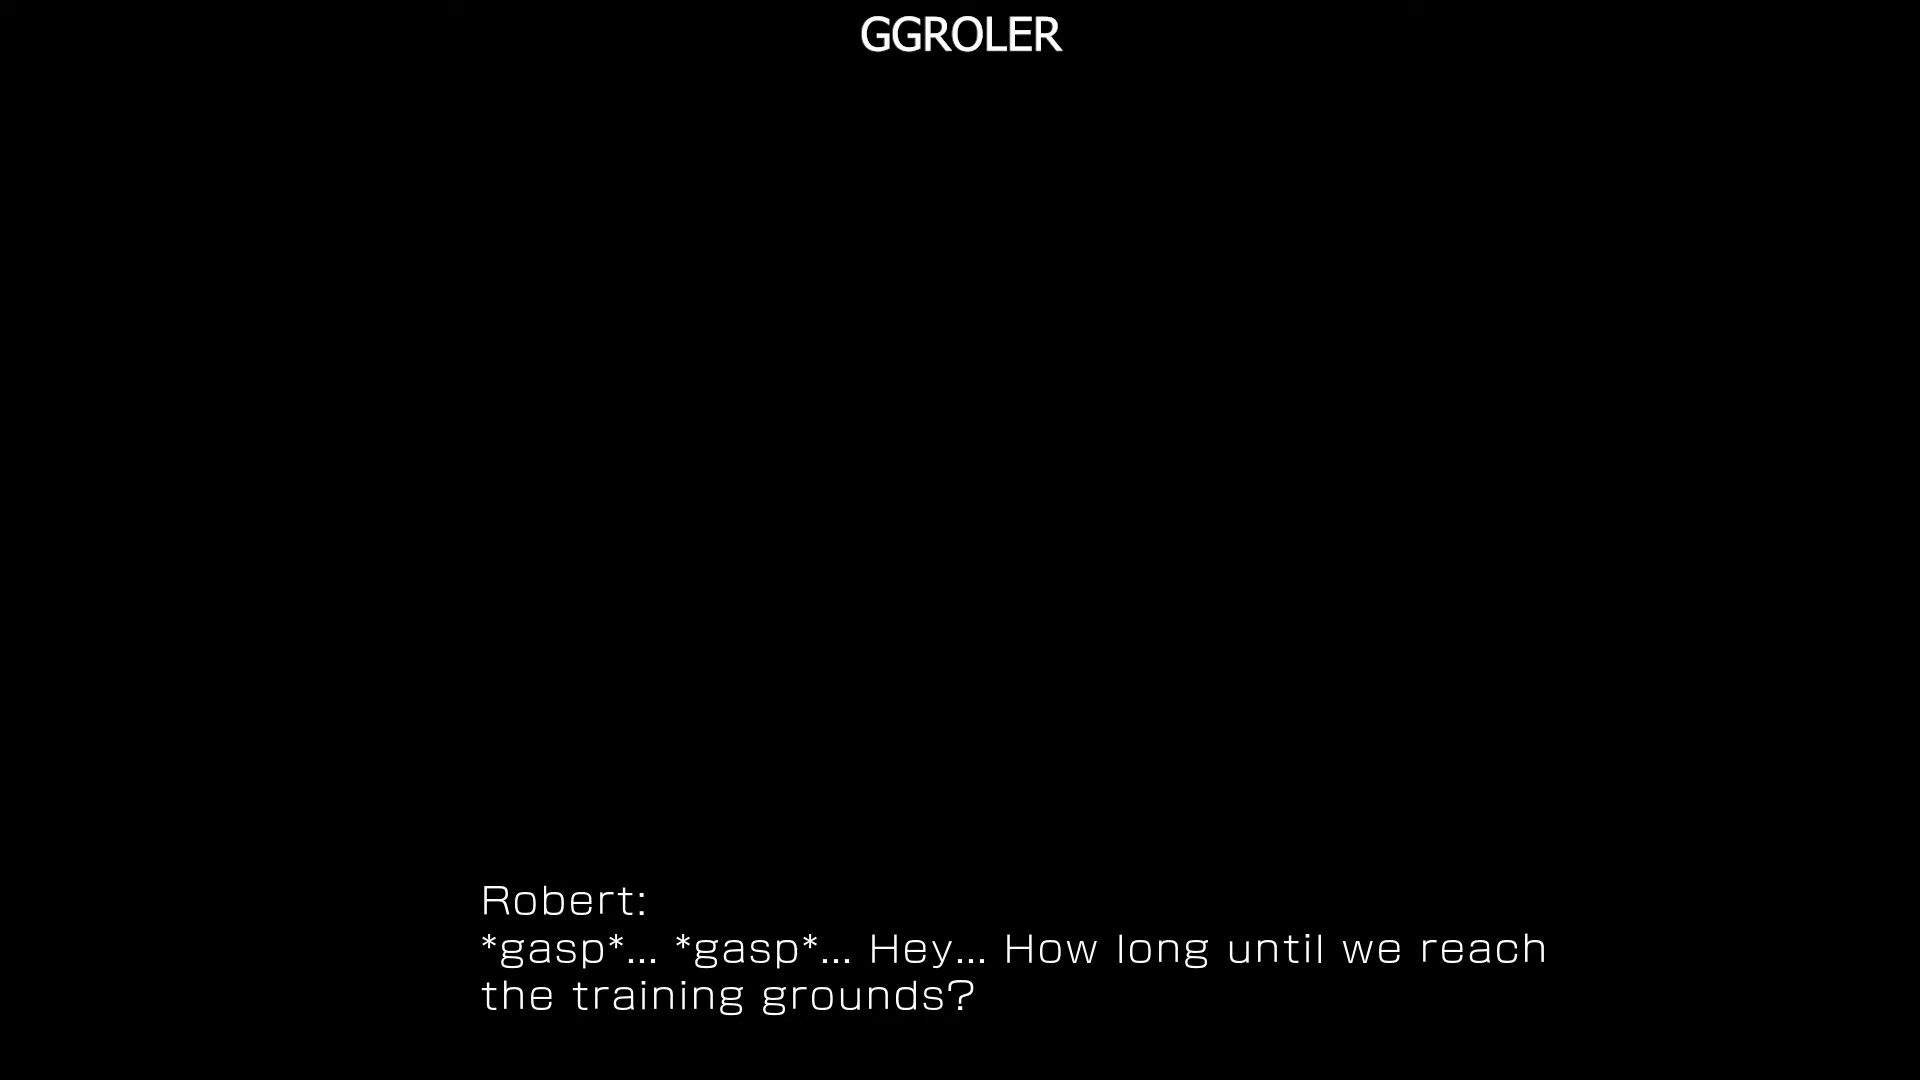 GGROLER
Robert:
*gasp*... *gasp*... Hey... How long until we reach
the training grounds?